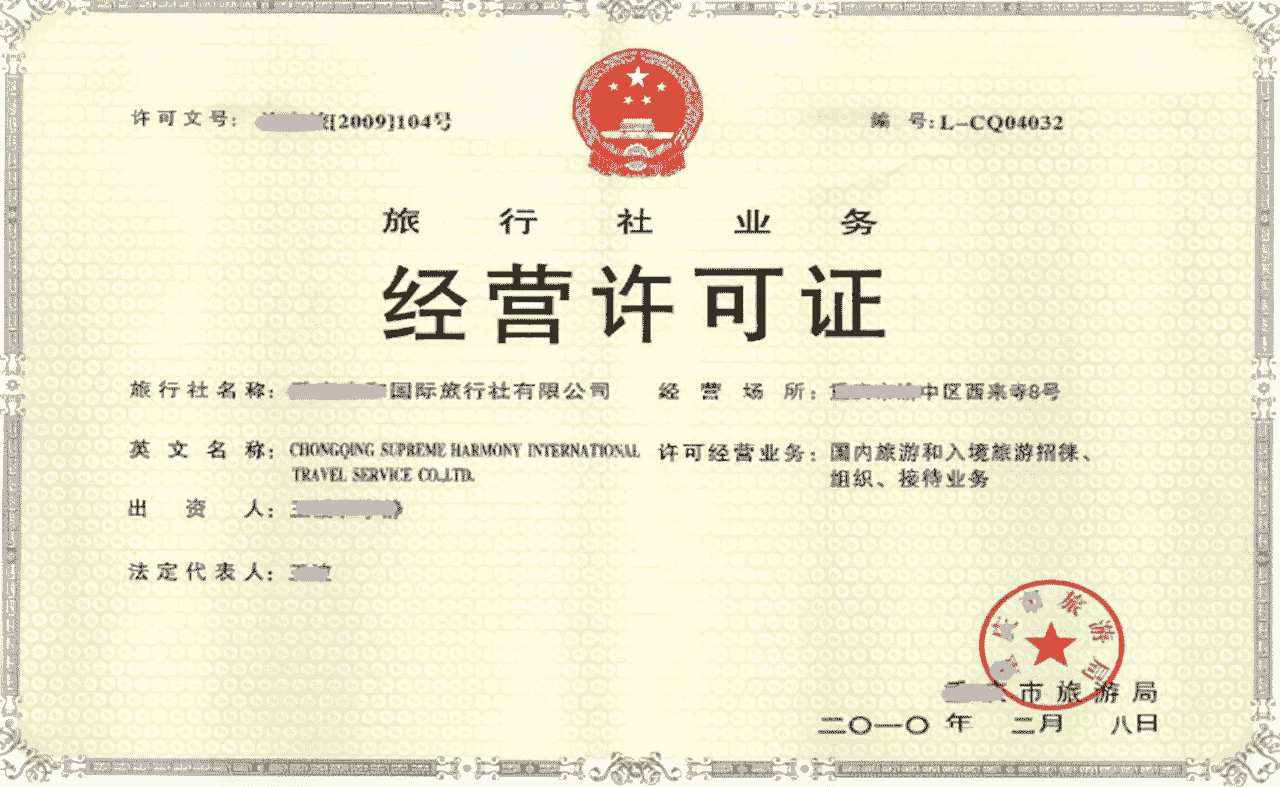 许可文号: [2009]104号
编 号: L-CQ04032
旅行社业务
经营许可证
旅行社名称: 国际旅行社有限公司
经营场所: 中区西来寺8号
英文名称: CHONGQING SUPREME HARMONY INTERNATIONAL
TRAVEL SERVICE CO.,LTD.
许可经营业务: 国内旅游和入境旅游招徕、
组织、接待业务
出资人:
法定代表人:
旅游局
市旅游局
二〇一〇年 二月 八日